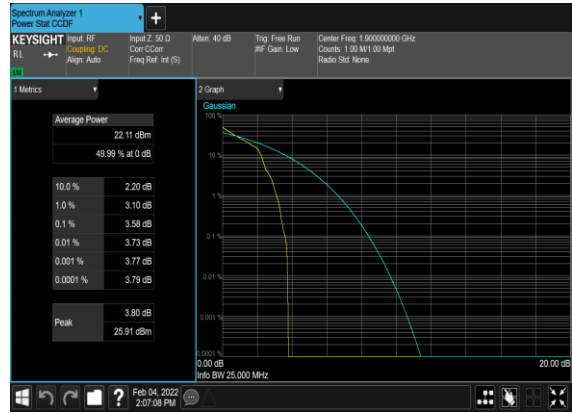 Spectrum Analyzer 1
Power Stat CCDF
KEYSIGHT
RL
Input: RF
Coupling: DC
Align: Auto
Input Z: 50 Ω
Corr CCorr
Freq Ref: Int (S)
Atten: 40 dB
Trig: Free Run
#IF Gain: Low
Center Freq: 1.900000000 GHz
Counts: 1.00 M/1.00 Mpt
Radio Std: None
1 Metrics
Average Power
22.11 dBm
49.99 % at 0 dB
10.0 % 2.20 dB
1.0 % 3.10 dB
0.1 % 3.58 dB
0.01 % 3.73 dB
0.001 % 3.77 dB
0.0001 % 3.79 dB
Peak
3.80 dB
25.91 dBm
2 Graph
Gaussian
100 %
10 %
1 %
0.1 %
0.01 %
0.001 %
0.0001 %
0.00 dB
20.00 dB
Info BW 25.000 MHz
?
Feb 04, 2022
2:07:08 PM